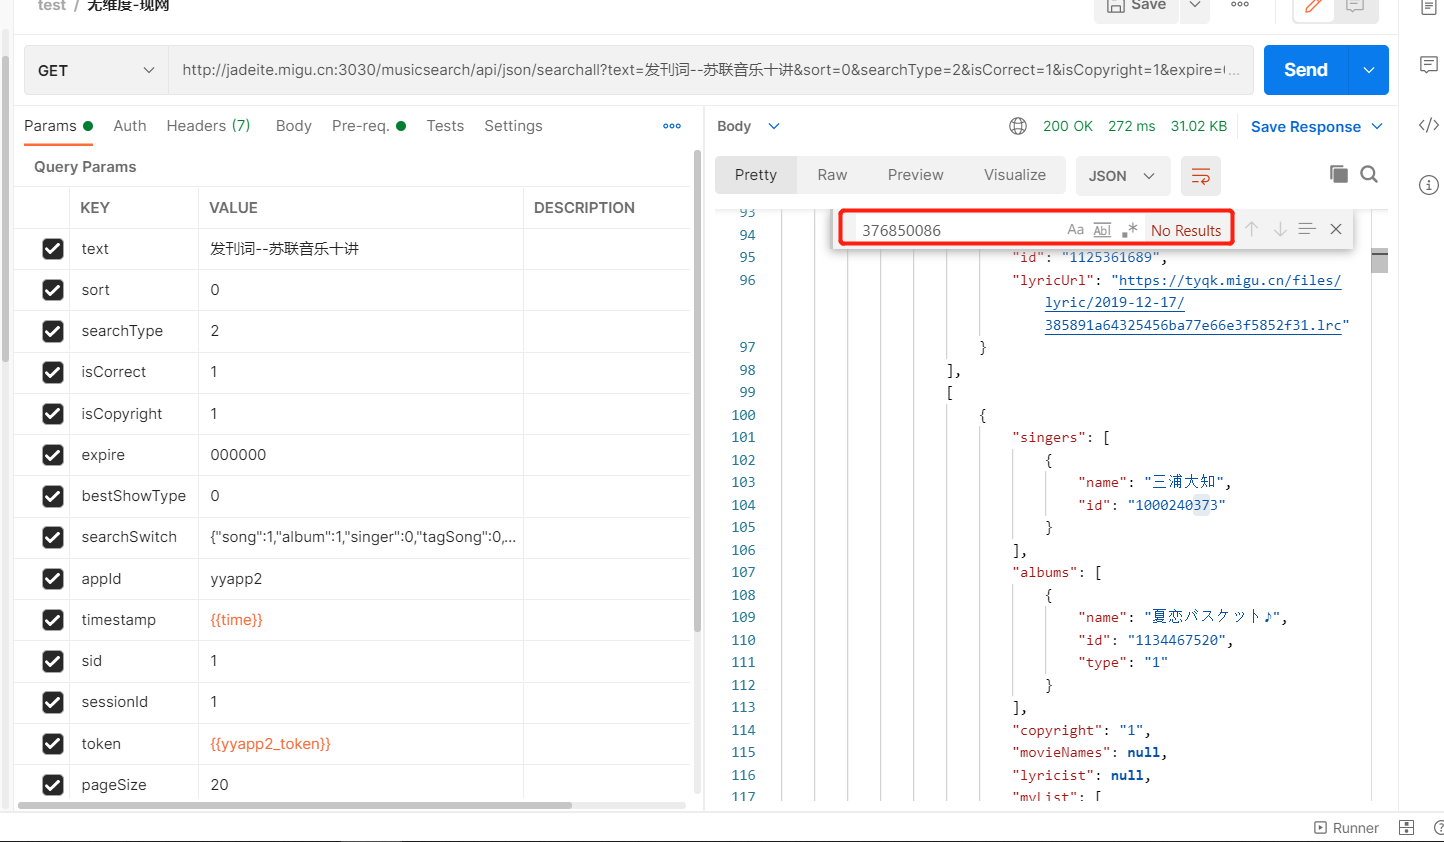 test / 无维度-现网
Save
GET
http://jadeite.migu.cn:3030/musicsearch/api/json/searchall?text=发刊词--苏联音乐十讲&sort=0&searchType=2&isCorrect=1&isCopyright=1&expire=(...
Send
Params
Auth
Headers (7)
Body
Pre-req.
Tests
Settings
Body
200 OK 272 ms 31.02 KB
Save Response
Query Params
Pretty
Raw
Preview
Visualize
JSON
KEY VALUE DESCRIPTION
text 发刊词--苏联音乐十讲
sort 0
searchType 2
isCorrect 1
isCopyright 1
expire 000000
bestShowType 0
searchSwitch {"song":1,"album":1,"singer":0,"tagSong":0,...
appId yyapp2
timestamp {{time}}
sid 1
sessionId 1
token {{yyapp2_token}}
pageSize 20
376850086 Aa Abl .* No Results
93
94
95 "id": "1125361689",
96 "lyricUrl": "https://tyqk.migu.cn/files/
lyric/2019-12-17/
385891a64325456ba77e66e3f5852f31.lrc"
97 }
98 ],
99 [
100 {
101 "singers": [
102 {
103 "name": "三浦大知",
104 "id": "1000240373"
105 }
106 ],
107 "albums": [
108 {
109 "name": "夏恋バスケット♪",
110 "id": "1134467520",
111 "type": "1"
112 }
113 ],
114 "copyright": "1",
115 "movieNames": null,
116 "lyricist": null,
117 "myList": [
Runner